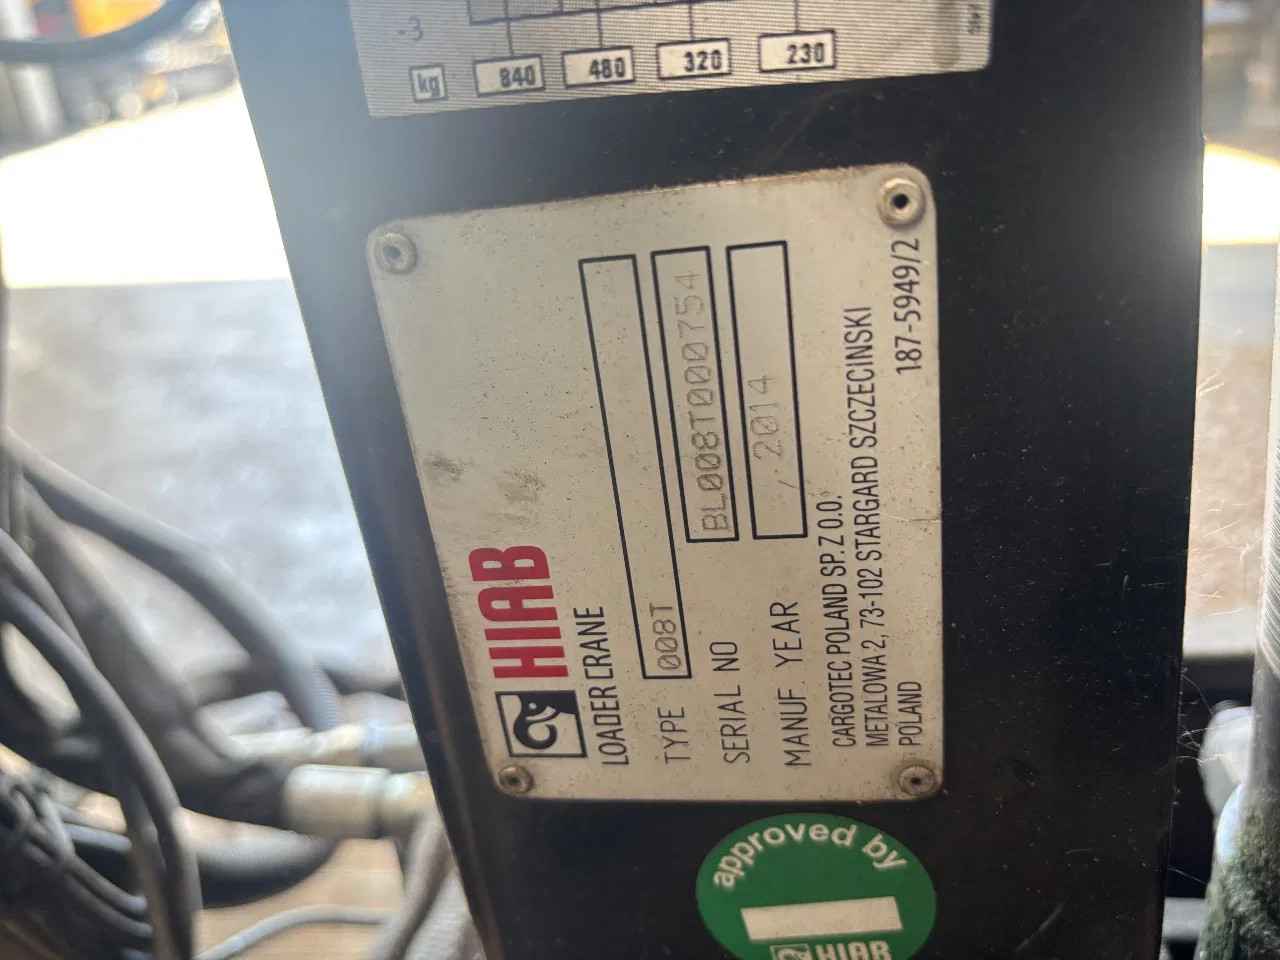 -3
kg 840 480 320 230
HIAB
LOADER CRANE
TYPE 008T
SERIAL NO BL008T000754
MANUF. YEAR , 2014
CARGOTEC POLAND SP. Z O.O.
METALOWA 2, 73-102 STARGARD SZCZECINSKI
POLAND 187-5949/2
approved by
HIAB